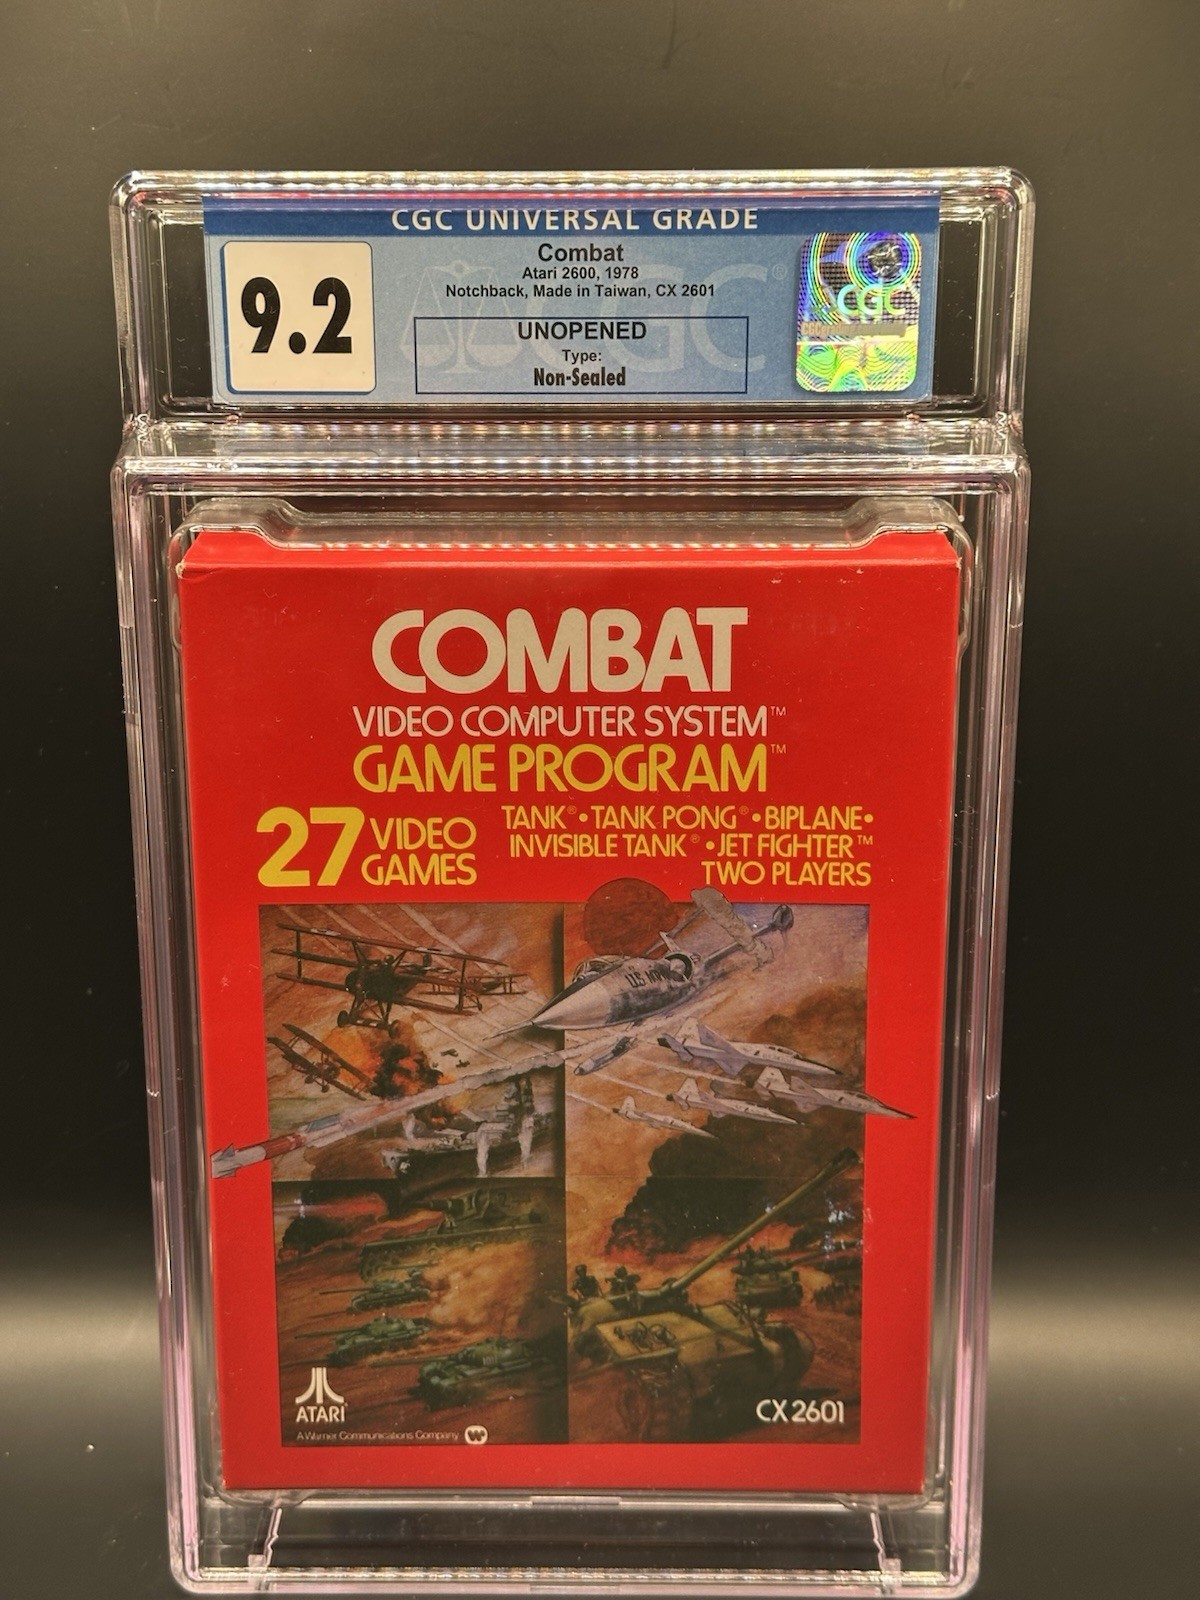 CGC UNIVERSAL GRADE
9.2
Combat
Atari 2600, 1978
Notchback, Made in Taiwan, CX 2601
UNOPENED
Type:
Non-Sealed
CGC
CGC®
COMBAT
VIDEO COMPUTER SYSTEM™
GAME PROGRAM™
27 VIDEO GAMES
TANK® • TANK PONG® • BIPLANE •
INVISIBLE TANK® • JET FIGHTER™
TWO PLAYERS
ATARI®
CX2601
A Warner Communications Company